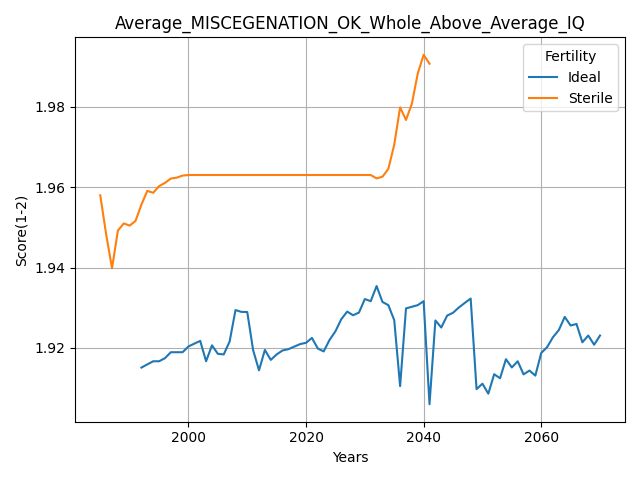 Average_MISCEGENATION_OK_Whole_Above_Average_IQ
Fertility
Ideal
Sterile
Score(1-2)
1.98
1.96
1.94
1.92
2000 2020 2040 2060
Years